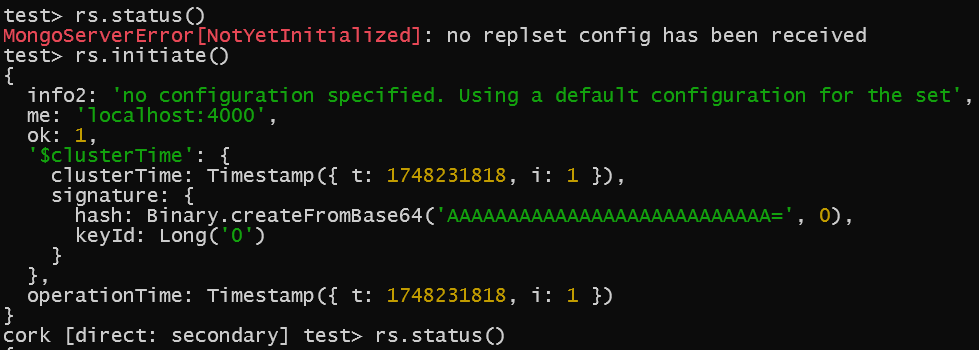 test> rs.status()
MongoServerError[NotYetInitialized]: no replset config has been received
test> rs.initiate()
{
  info2: 'no configuration specified. Using a default configuration for the set',
  me: 'localhost:4000',
  ok: 1,
  '$clusterTime': {
    clusterTime: Timestamp({ t: 1748231818, i: 1 }),
    signature: {
      hash: Binary.createFromBase64('AAAAAAAAAAAAAAAAAAAAAAAAAAA=', 0),
      keyId: Long('0')
    }
  },
  operationTime: Timestamp({ t: 1748231818, i: 1 })
}
cork [direct: secondary] test> rs.status()
{